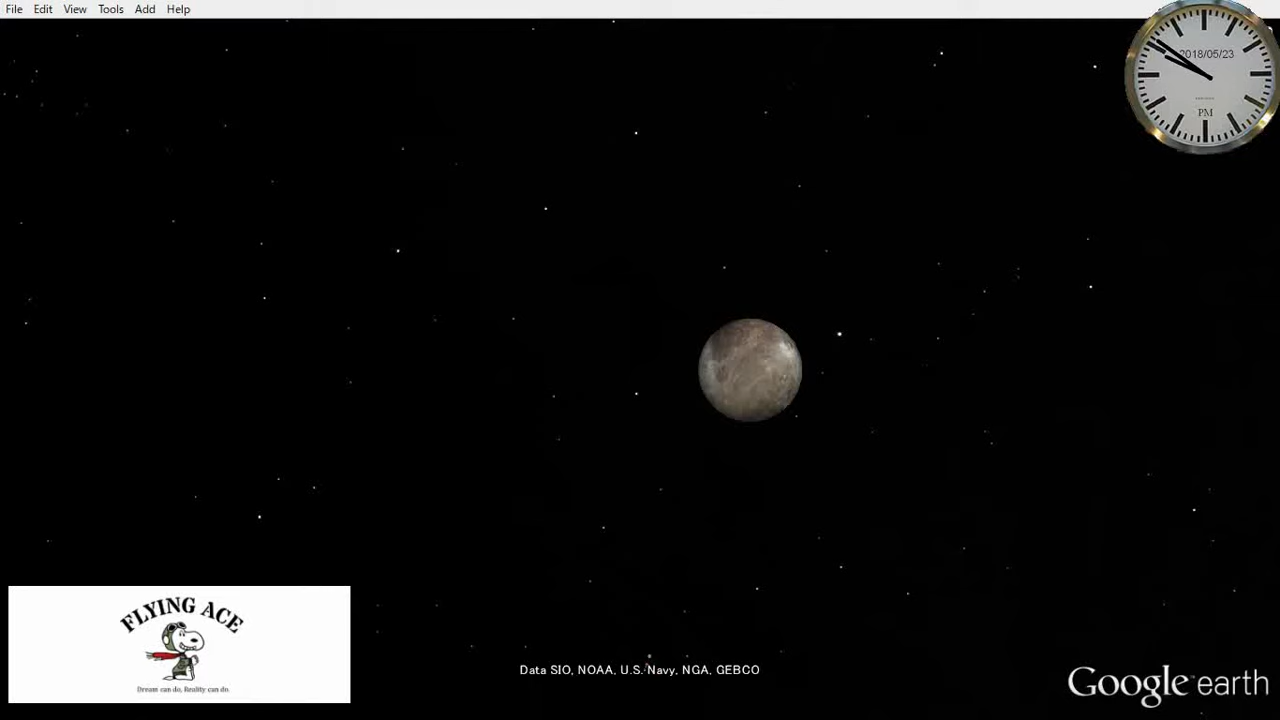 File Edit View Tools Add Help
2018/05/23
PM
FLYING ACE
Dream can do, Reality can do.
Data SIO, NOAA, U.S. Navy, NGA, GEBCO
Google earth